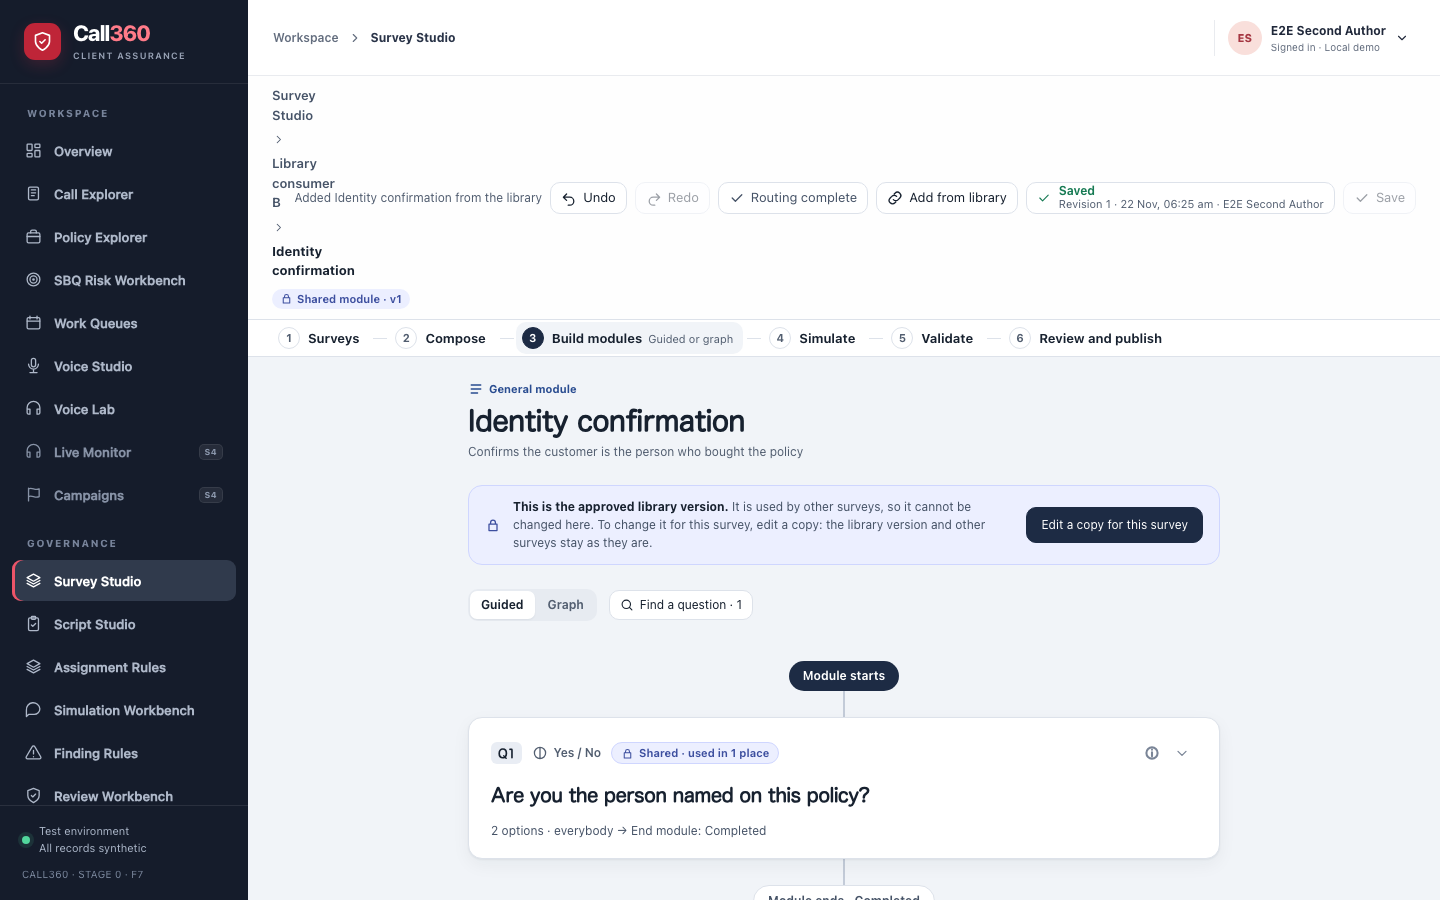 Call360
CLIENT ASSURANCE
WORKSPACE
Overview
Call Explorer
Policy Explorer
SBQ Risk Workbench
Work Queues
Voice Studio
Voice Lab
Live Monitor S4
Campaigns S4
GOVERNANCE
Survey Studio
Script Studio
Assignment Rules
Simulation Workbench
Finding Rules
Review Workbench
Test environment
All records synthetic
CALL360 · STAGE 0 · F7
Workspace > Survey Studio
ES
E2E Second Author
Signed in · Local demo
Survey
Studio
>
Library
consumer
B
>
Identity
confirmation
Shared module · v1
Added Identity confirmation from the library
Undo
Redo
Routing complete
Add from library
Saved
Revision 1 · 22 Nov, 06:25 am · E2E Second Author
Save
1 Surveys
2 Compose
3 Build modules Guided or graph
4 Simulate
5 Validate
6 Review and publish
General module
Identity confirmation
Confirms the customer is the person who bought the policy
This is the approved library version. It is used by other surveys, so it cannot be
changed here. To change it for this survey, edit a copy: the library version and other
surveys stay as they are.
Edit a copy for this survey
Guided
Graph
Find a question · 1
Module starts
Q1
Yes / No
Shared · used in 1 place
Are you the person named on this policy?
2 options · everybody → End module: Completed
Module ends · Completed